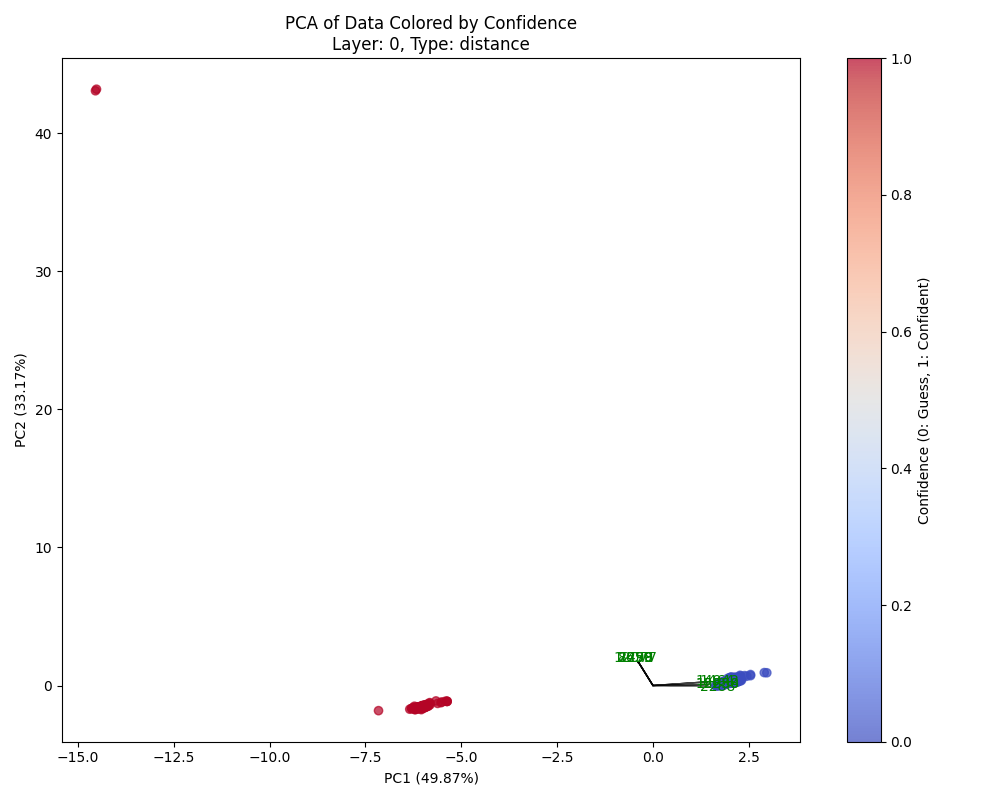 PCA of Data Colored by Confidence
Layer: 0, Type: distance
40
30
20
10
0
PC2 (33.17%)
−15.0 −12.5 −10.0 −7.5 −5.0 −2.5 0.0 2.5
PC1 (49.87%)
1.0
0.8
0.6
0.4
0.2
0.0
Confidence (0: Guess, 1: Confident)